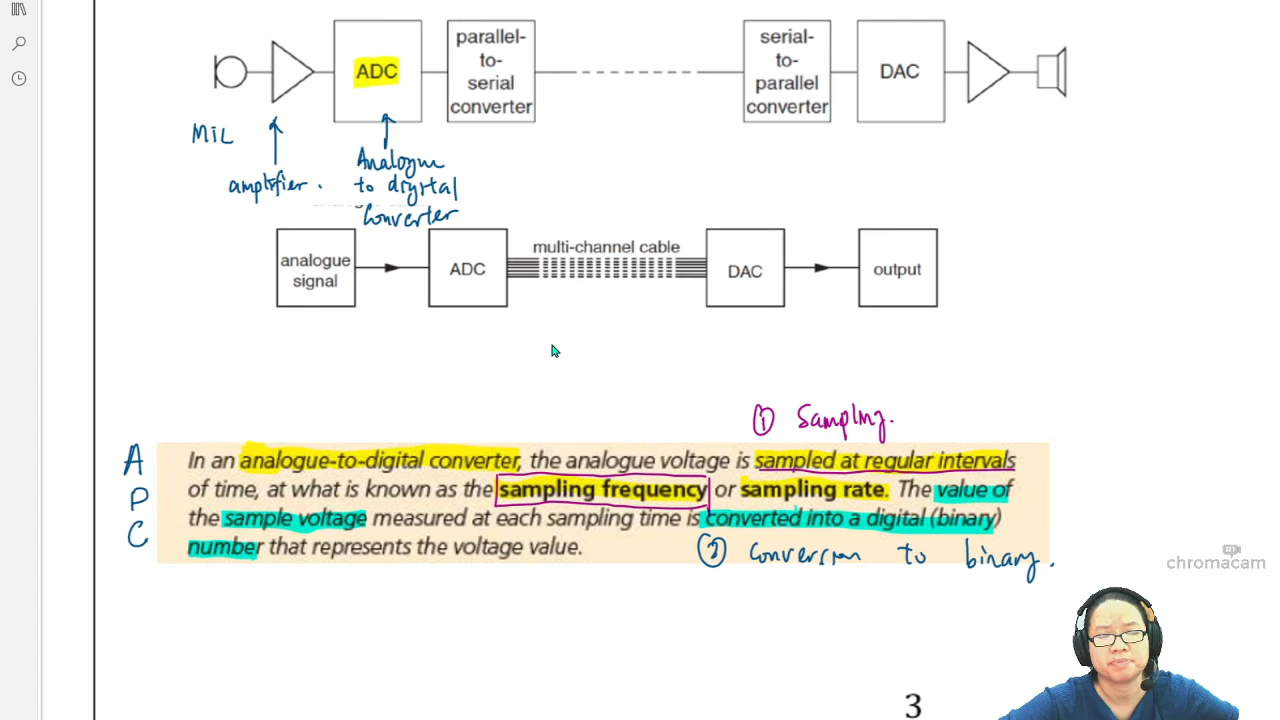 parallel-
to-
serial
converter
serial-
to-
parallel
converter
ADC
DAC
MIC
amplifier.
Analogue
to digital
converter
multi-channel cable
analogue
signal
ADC
DAC
output
① Sampling.
A
P
C
In an analogue-to-digital converter, the analogue voltage is sampled at regular intervals
of time, at what is known as the sampling frequency or sampling rate. The value of
the sample voltage measured at each sampling time is converted into a digital (binary)
number that represents the voltage value.
② conversion to binary.
chromacam
3